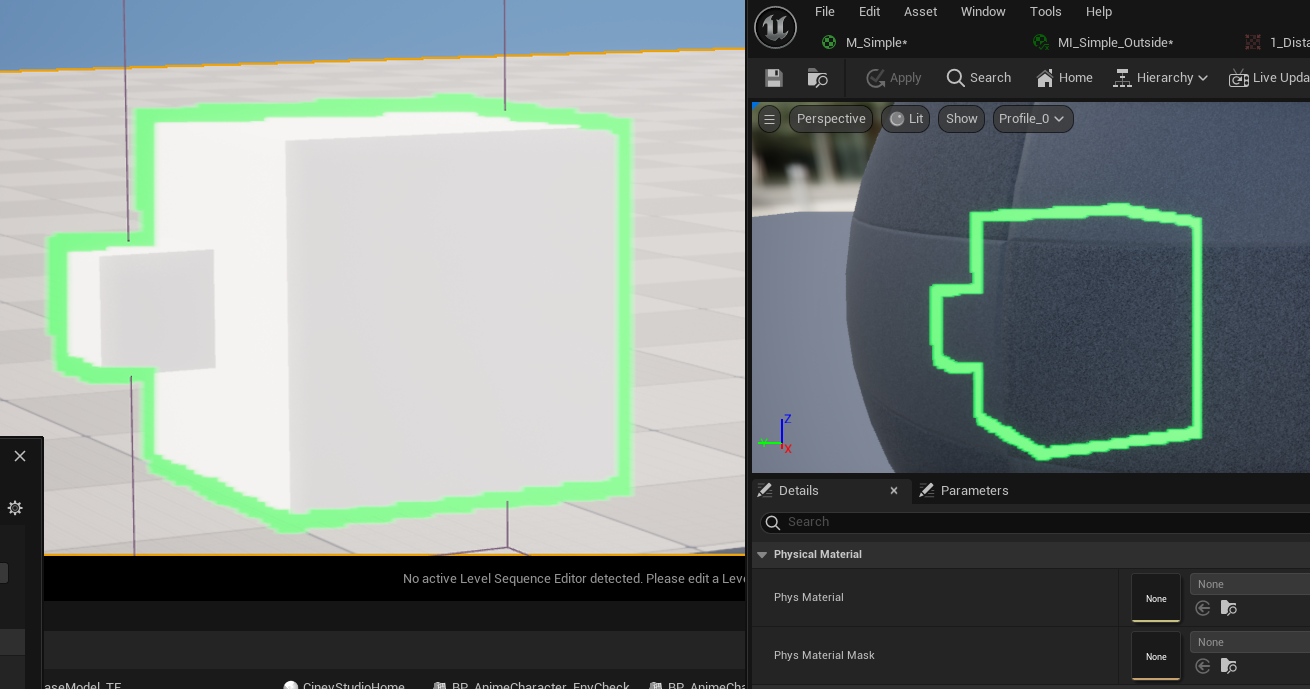 File Edit Asset Window Tools Help
M_Simple* MI_Simple_Outside* 1_Dista
Apply Search Home Hierarchy Live Upda
Perspective Lit Show Profile_0
Z
Y X
Details Parameters
Search
Physical Material
Phys Material None None
Phys Material Mask None None
No active Level Sequence Editor detected. Please edit a Leve
aseModel_TF CineyStudioHome BP_AnimeCharacter_EnvCheck BP_AnimeCha